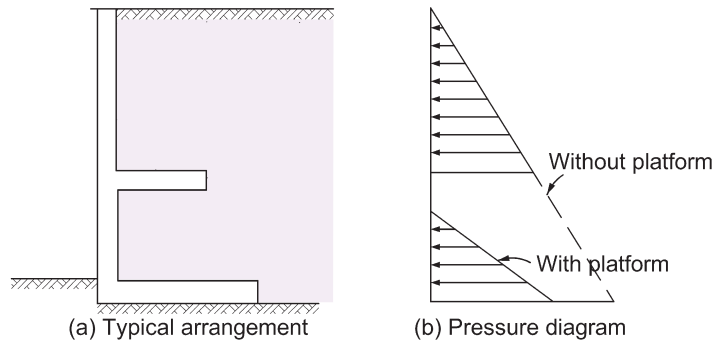 Without platform
With platform
(a) Typical arrangement
(b) Pressure diagram